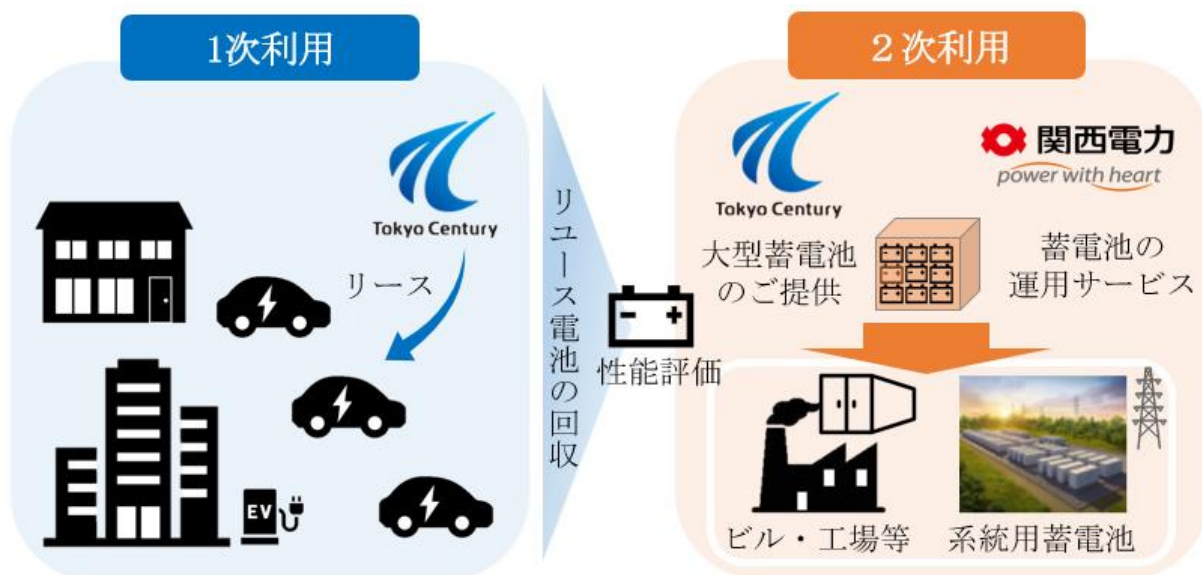 1次利用
Tokyo Century
リース
EV
リユース電池の回収
性能評価
2次利用
Tokyo Century
関西電力
power with heart
大型蓄電池
のご提供
蓄電池の
運用サービス
ビル・工場等
系統用蓄電池